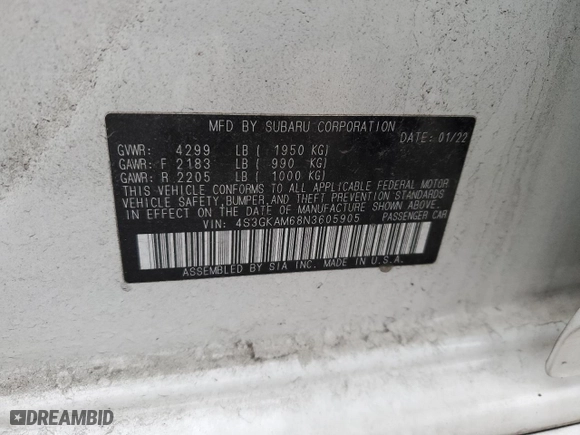 MFD BY SUBARU CORPORATION
DATE: 01/22
GVWR: 4299 LB ( 1950 KG)
GAWR: F 2183 LB ( 990 KG)
GAWR: R 2205 LB ( 1000 KG)
THIS VEHICLE CONFORMS TO ALL APPLICABLE FEDERAL MOTOR
VEHICLE SAFETY, BUMPER, AND THEFT PREVENTION STANDARDS
IN EFFECT ON THE DATE OF MANUFACTURE SHOWN ABOVE.
VIN: 4S3GKAM68N3605905 PASSENGER CAR
ASSEMBLED BY SIA INC. MADE IN U.S.A.
DREAMBID